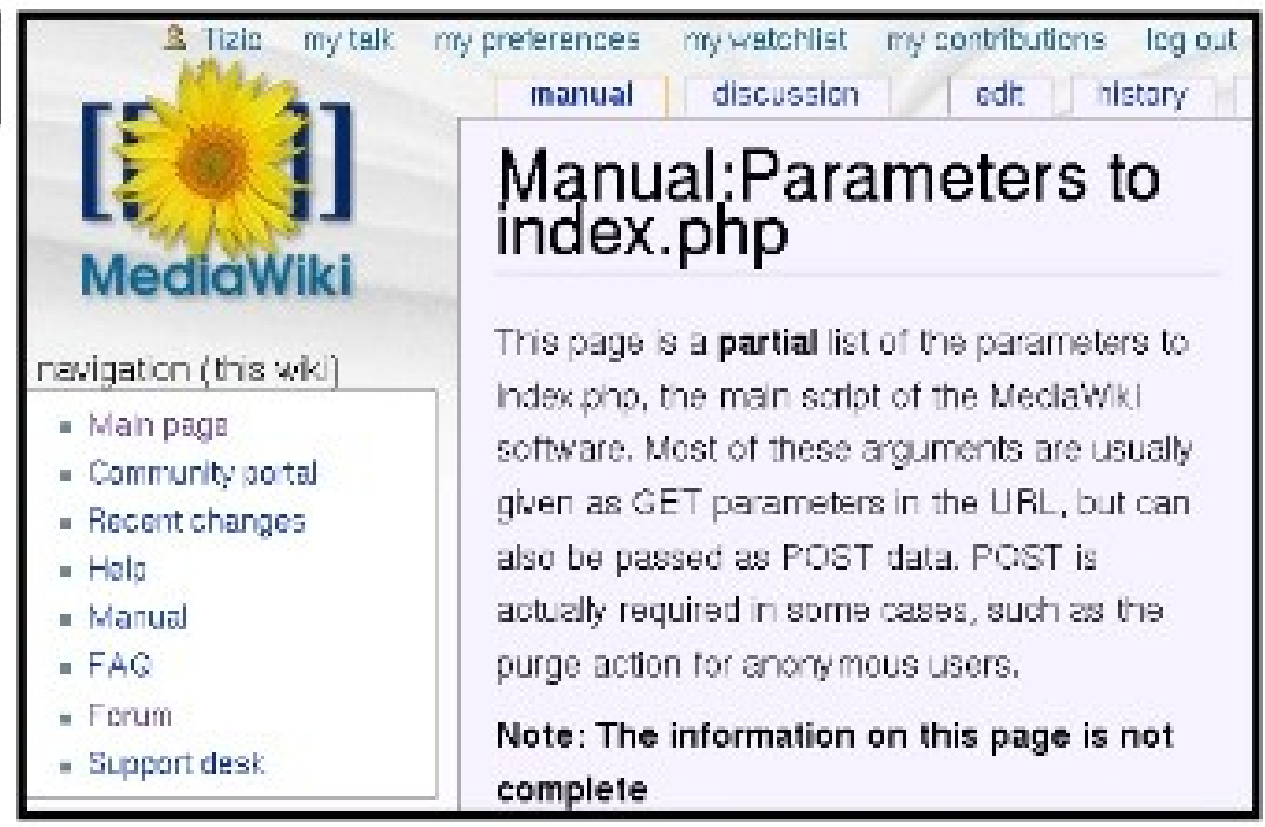 Tizio my talk my preferences my watchlist my contributions log out
manual discussion edit history
MediaWiki
navigation (this wiki)
Main page
Community portal
Recent changes
Help
Manual
FAQ
Forum
Support desk
Manual:Parameters to
index.php
This page is a partial list of the parameters to
index.php, the main script of the MediaWiki
software. Most of these arguments are usually
given as GET parameters in the URL, but can
also be passed as POST data. POST is
actually required in some cases, such as the
purge action for anonymous users.
Note: The information on this page is not
complete